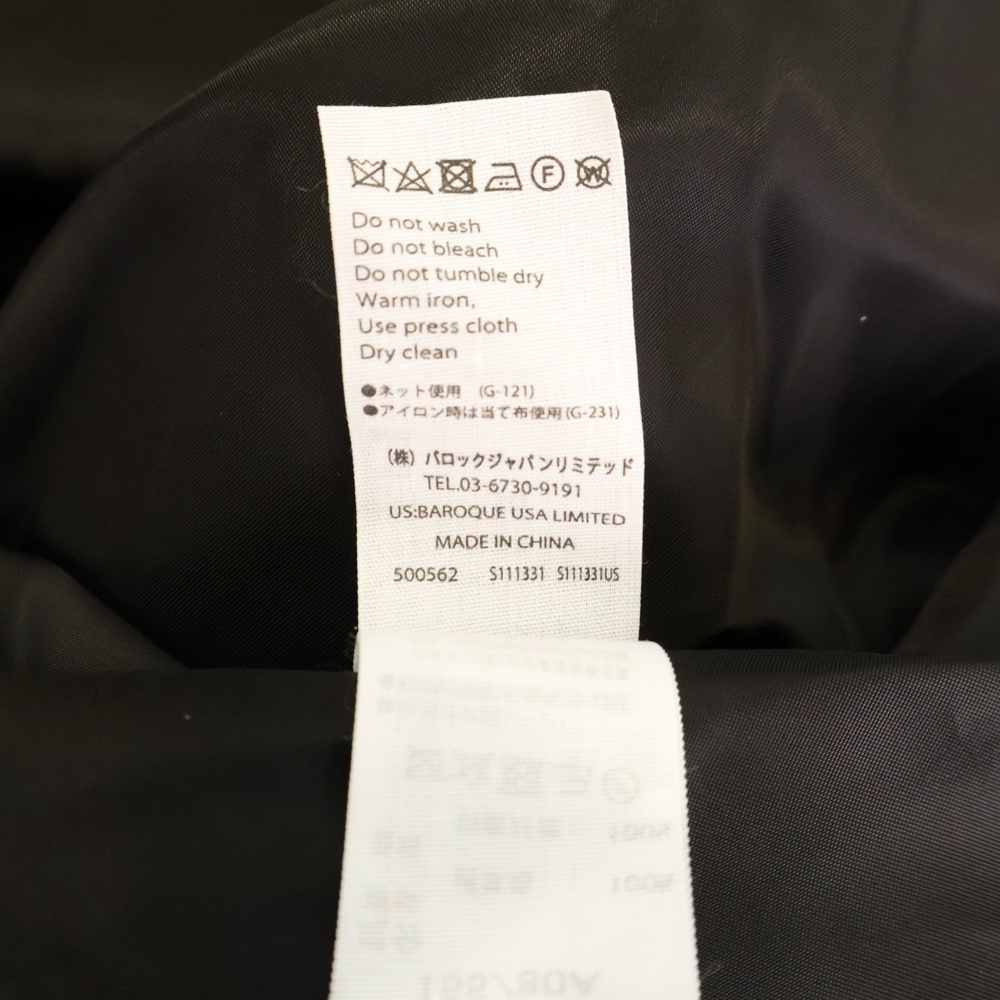 F W
Do not wash
Do not bleach
Do not tumble dry
Warm iron,
Use press cloth
Dry clean
●ネット使用 (G-121)
●アイロン時は当て布使用(G-231)
(株) バロックジャパンリミテッド
TEL.03-6730-9191
US:BAROQUE USA LIMITED
MADE IN CHINA
500562 S111331 S111331US